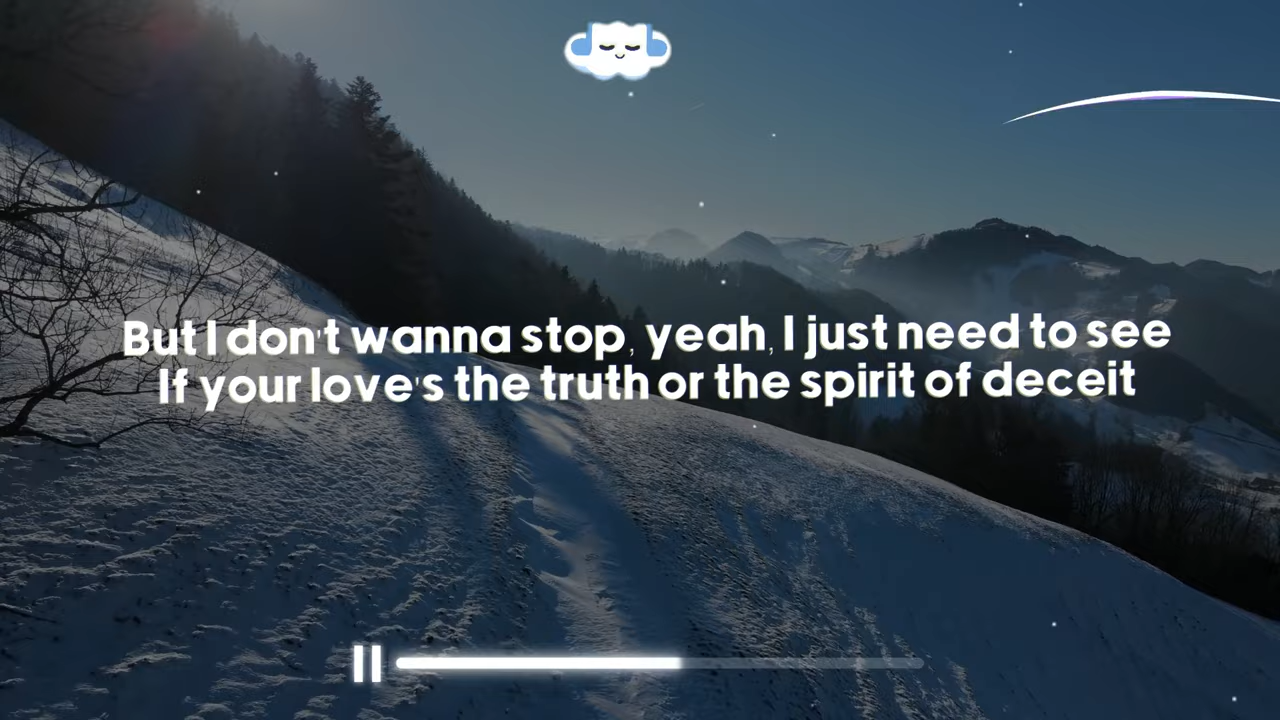 But I don't wanna stop, yeah, I just need to see
If your love's the truth or the spirit of deceit